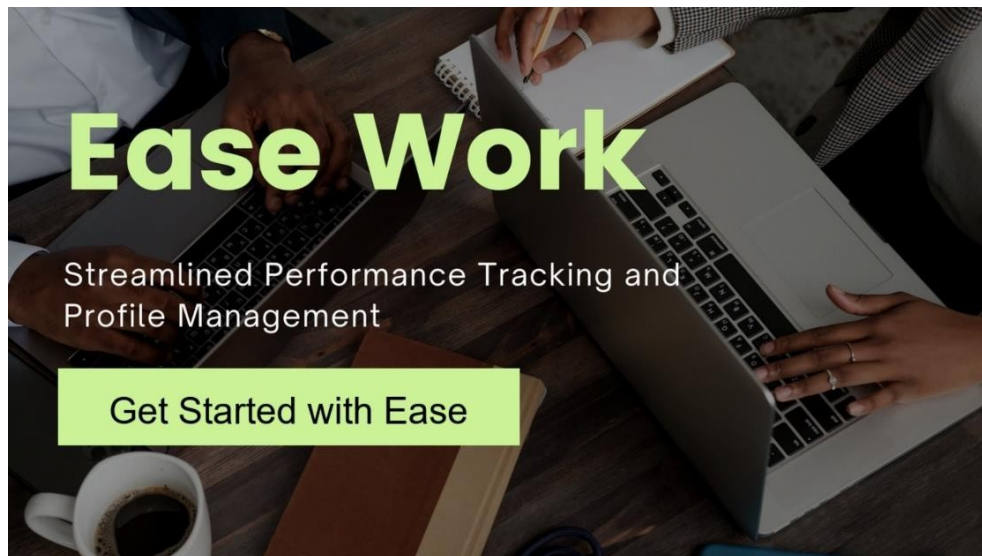 Ease Work
Streamlined Performance Tracking and
Profile Management
Get Started with Ease